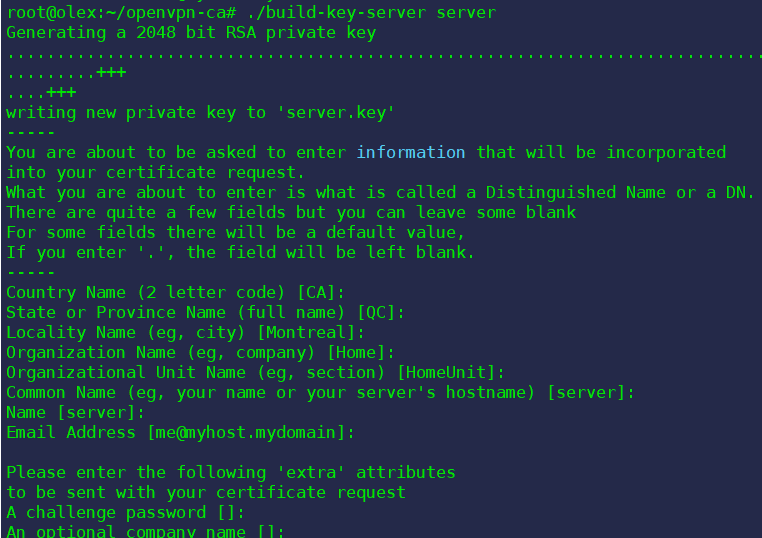 root@olex:~/openvpn-ca# ./build-key-server server
Generating a 2048 bit RSA private key
............................................................................
.........+++
....+++
writing new private key to 'server.key'
-----
You are about to be asked to enter information that will be incorporated
into your certificate request.
What you are about to enter is what is called a Distinguished Name or a DN.
There are quite a few fields but you can leave some blank
For some fields there will be a default value,
If you enter '.', the field will be left blank.
-----
Country Name (2 letter code) [CA]:
State or Province Name (full name) [QC]:
Locality Name (eg, city) [Montreal]:
Organization Name (eg, company) [Home]:
Organizational Unit Name (eg, section) [HomeUnit]:
Common Name (eg, your name or your server's hostname) [server]:
Name [server]:
Email Address [me@myhost.mydomain]:

Please enter the following 'extra' attributes
to be sent with your certificate request
A challenge password []:
An optional company name []: